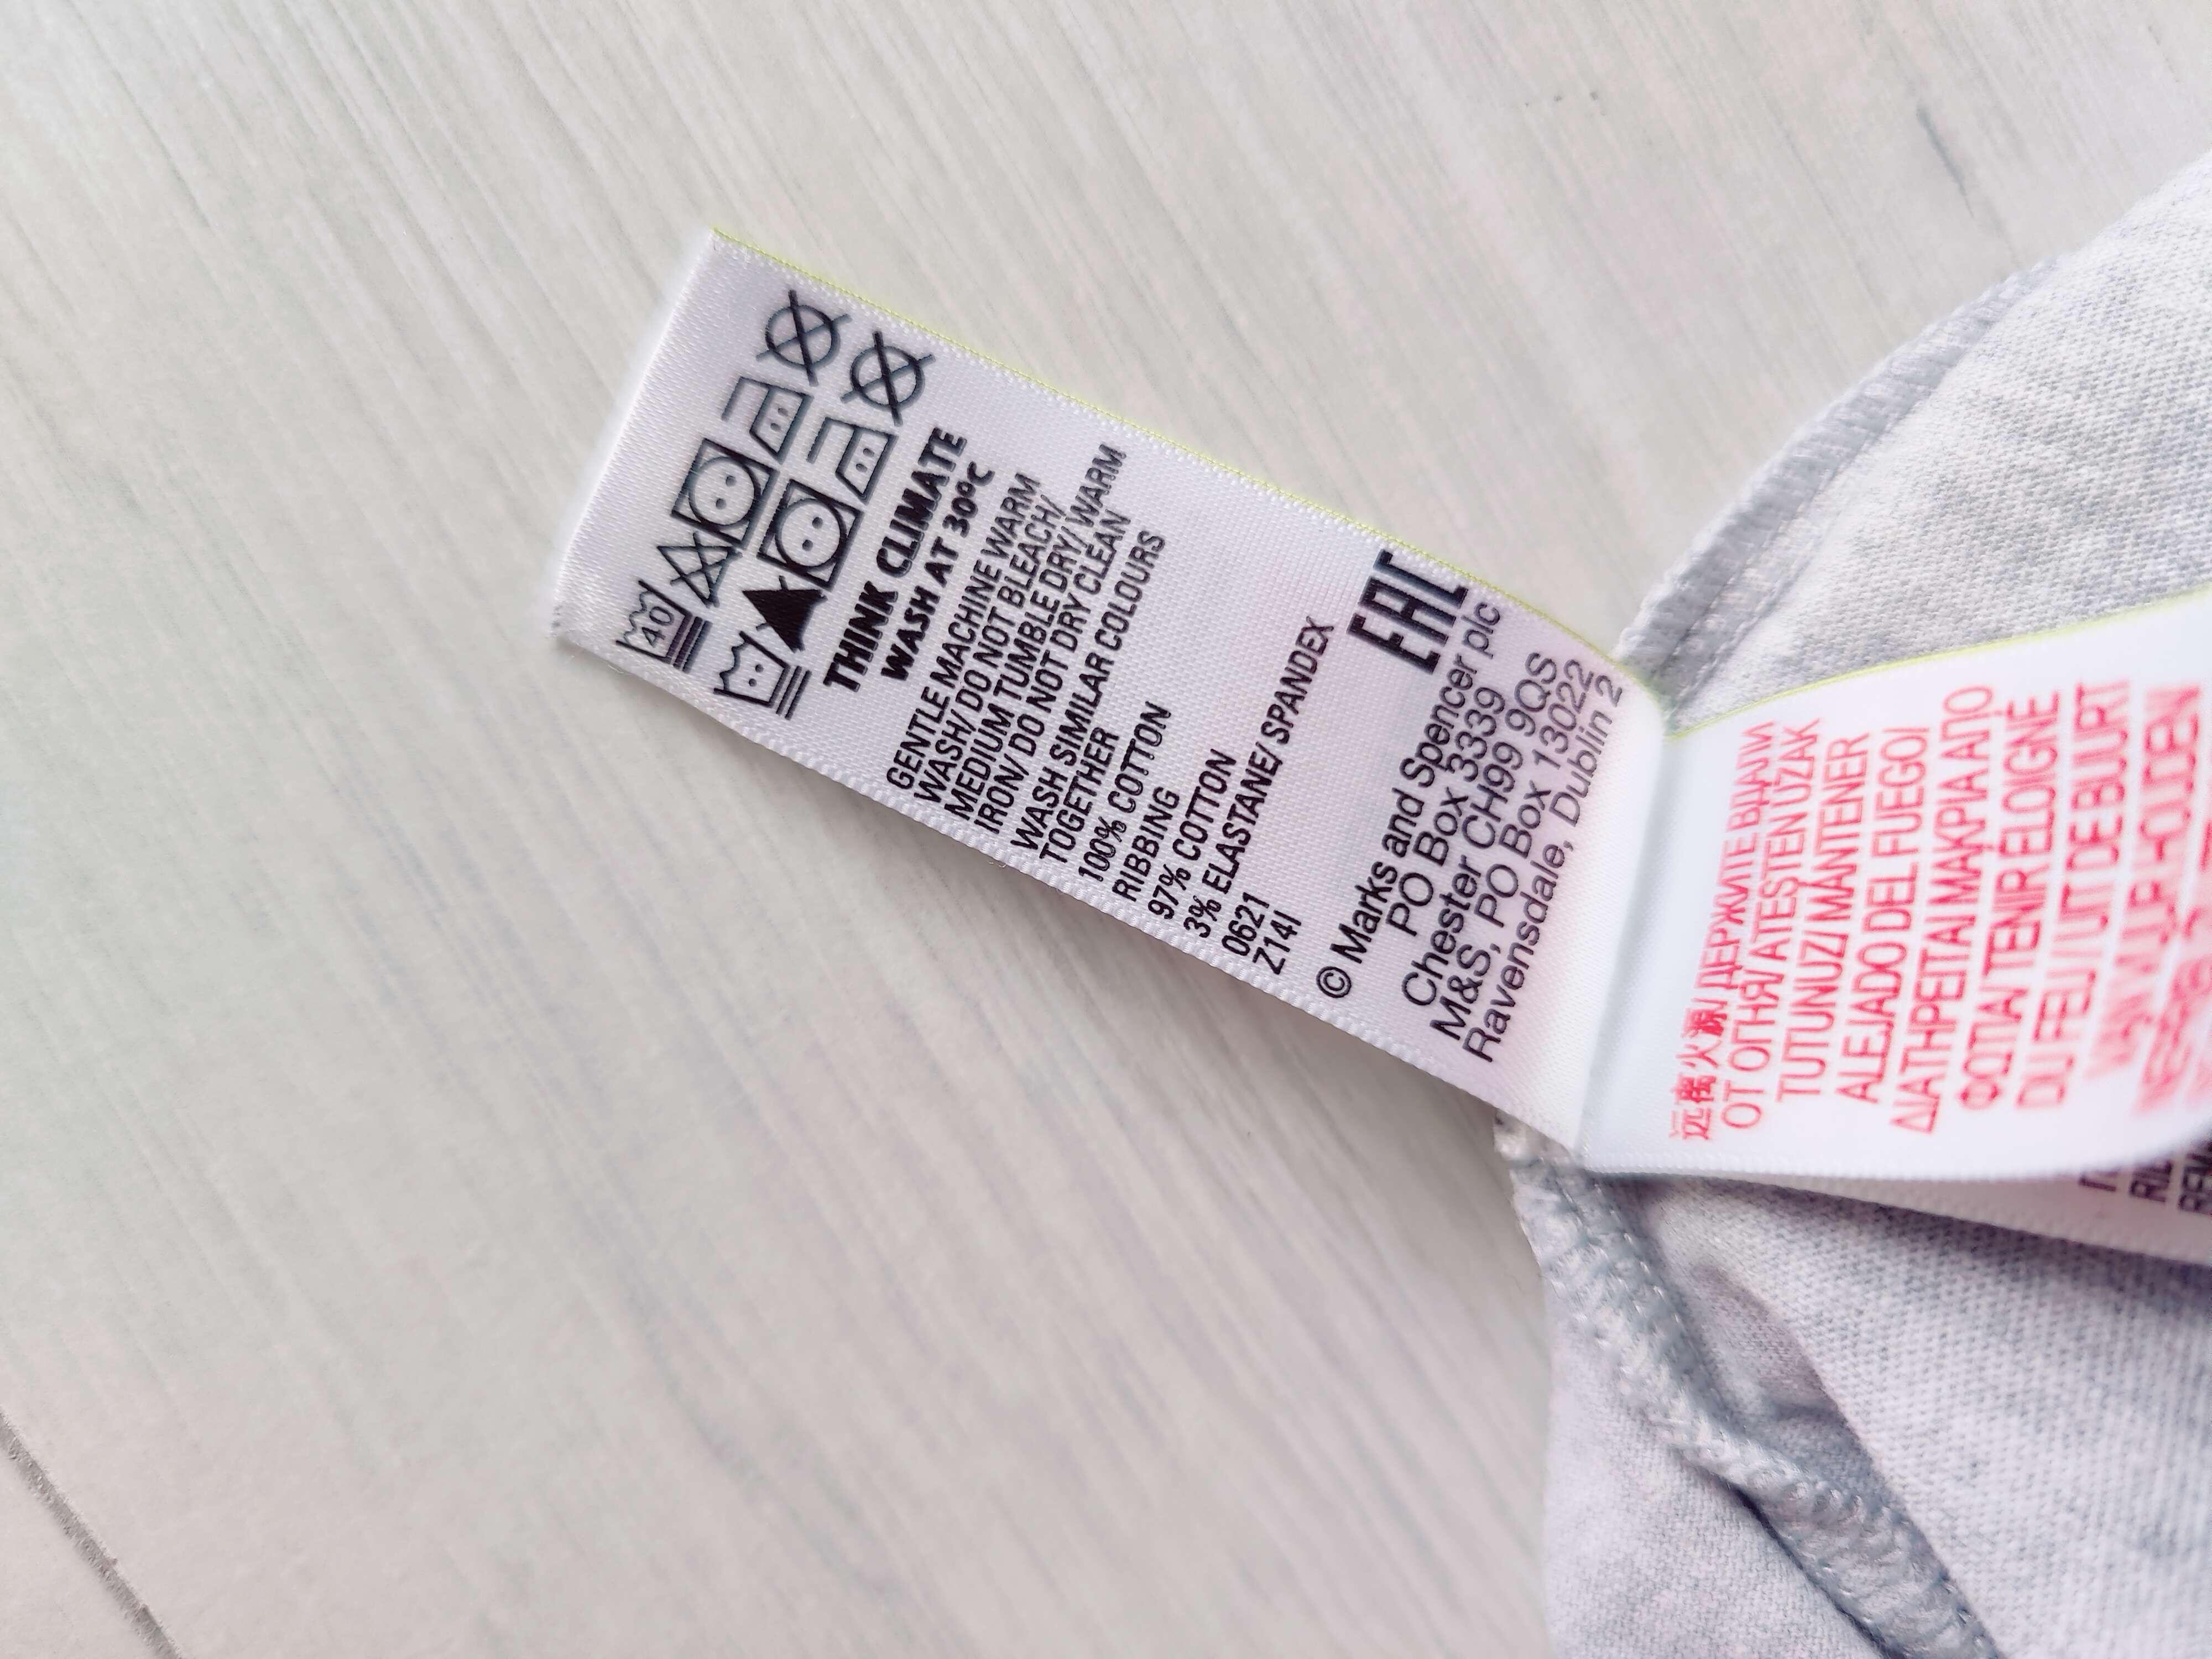 40
THINK CLIMATE
WASH AT 30°C
GENTLE MACHINE WARM
WASH/ DO NOT BLEACH/
MEDIUM TUMBLE DRY/ WARM
IRON/ DO NOT DRY CLEAN
WASH SIMILAR COLOURS
TOGETHER
100% COTTON
RIBBING
97% COTTON
3% ELASTANE/ SPANDEX
0621
Z14I
EAC
© Marks and Spencer plc
PO Box 3339
Chester CH99 9QS
M&S, PO Box 13022
Ravensdale, Dublin 2
远离火源/ ДЕРЖИТЕ ВДАЛИ
ОТ ОГНЯ/ ATESTEN UZAK
TUTUNUZ/ MANTENER
ALEJADO DEL FUEGO/
ΔΙΑΤΗΡΕΙΤΑΙ ΜΑΚΡΙΑ ΑΠΟ
ΦΩΤΙΑ/ TENIR ELOIGNE
DU FEU / UIT DE BUURT
VAN VUUR HOUDEN